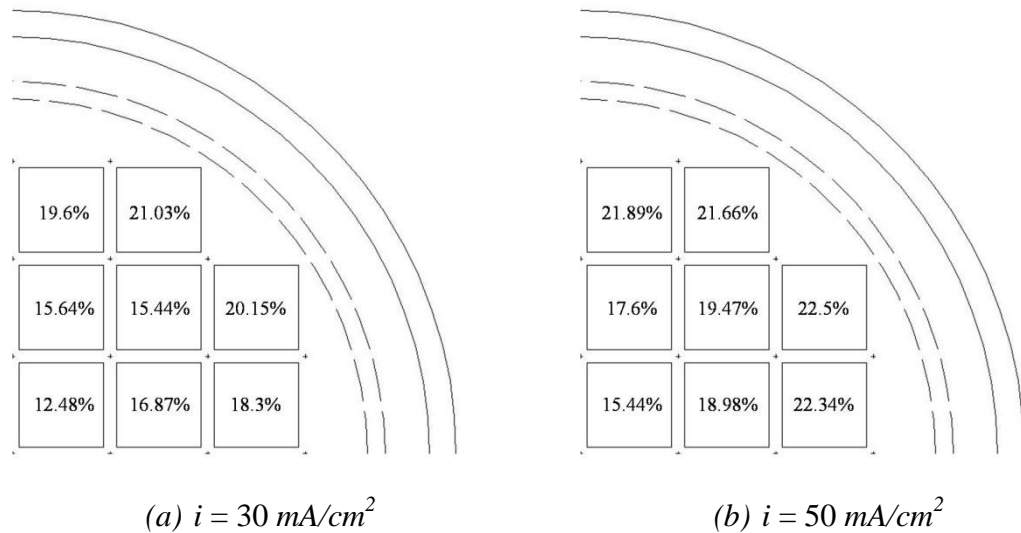 19.6% 21.03%
15.64% 15.44% 20.15%
12.48% 16.87% 18.3%
(a) i = 30 mA/cm²
21.89% 21.66%
17.6% 19.47% 22.5%
15.44% 18.98% 22.34%
(b) i = 50 mA/cm²